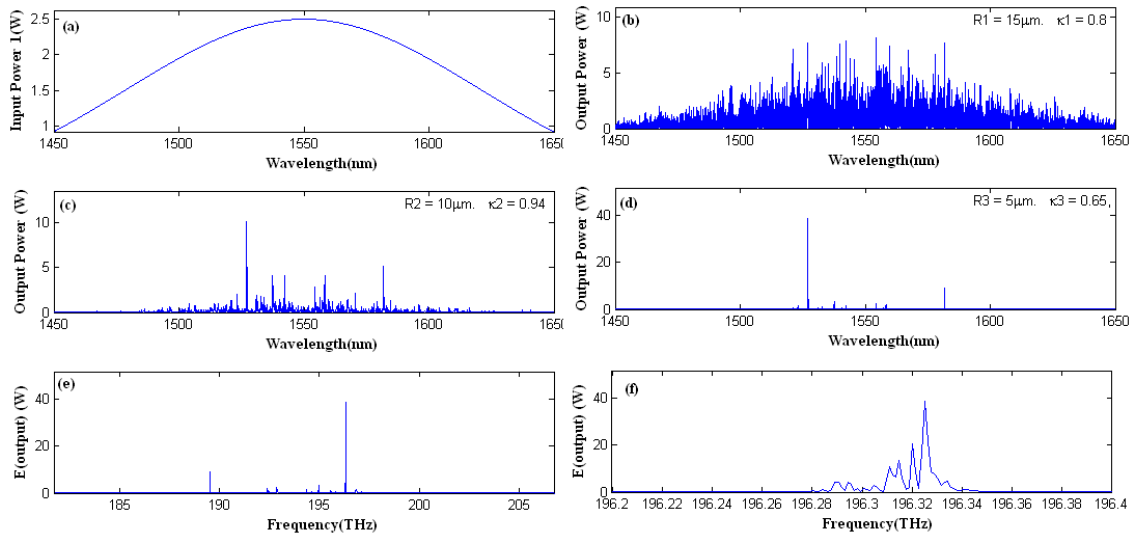 (a)
Input Power 1(W)
2.5
2
1.5
1
1450 1500 1550 1600 1650
Wavelength(nm)
(b)
R1 = 15µm. κ1 = 0.8
Output Power (W)
10
5
0
1450 1500 1550 1600 1650
Wavelength(nm)
(c)
R2 = 10µm. κ2 = 0.94
Output Power (W)
10
5
0
1450 1500 1550 1600 1650
Wavelength(nm)
(d)
R3 = 5µm. κ3 = 0.65,
Output Power (W)
40
20
0
1450 1500 1550 1600 1650
Wavelength(nm)
(e)
E(output) (W)
40
20
0
185 190 195 200 205
Frequency(THz)
(f)
E(output) (W)
40
20
0
196.2 196.22 196.24 196.26 196.28 196.3 196.32 196.34 196.36 196.38 196.4
Frequency(THz)